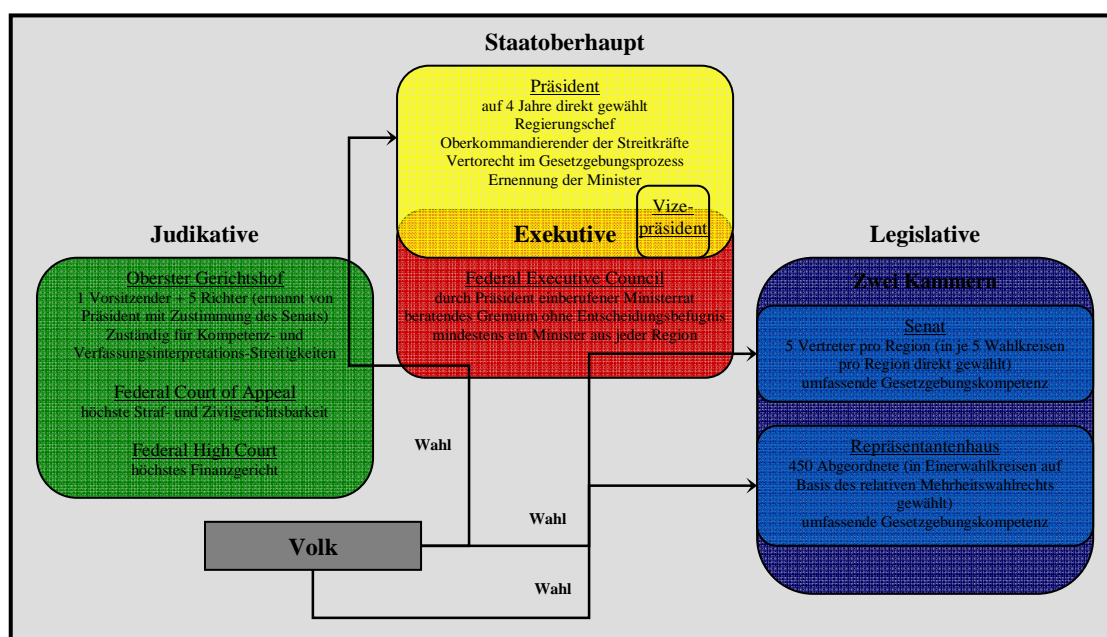 Staatoberhaupt
Präsident
auf 4 Jahre direkt gewählt
Regierungschef
Oberkommandierender der Streitkräfte
Vertorecht im Gesetzgebungsprozess
Ernennung der Minister
Vize-
präsident
Exekutive
Federal Executive Council
durch Präsident einberufener Ministerrat
beratendes Gremium ohne Entscheidungsbefugnis
mindestens ein Minister aus jeder Region
Judikative
Oberster Gerichtshof
1 Vorsitzender + 5 Richter (ernannt von
Präsident mit Zustimmung des Senats)
Zuständig für Kompetenz- und
Verfassungsinterpretations-Streitigkeiten
Federal Court of Appeal
höchste Straf- und Zivilgerichtsbarkeit
Federal High Court
höchstes Finanzgericht
Legislative
Zwei Kammern
Senat
5 Vertreter pro Region (in je 5 Wahlkreisen
pro Region direkt gewählt)
umfassende Gesetzgebungskompetenz
Repräsentantenhaus
450 Abgeordnete (in Einerwahlkreisen auf
Basis des relativen Mehrheitswahlrechts
gewählt)
umfassende Gesetzgebungskompetenz
Wahl
Wahl
Wahl
Volk